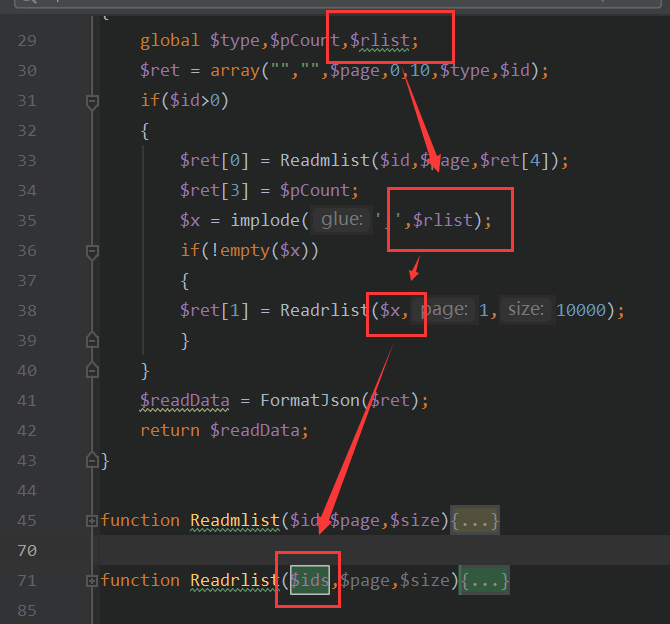 {
29 global $type,$pCount,$rlist;
30 $ret = array("","",$page,0,10,$type,$id);
31 if($id>0)
32 {
33 $ret[0] = Readmlist($id,$page,$ret[4]);
34 $ret[3] = $pCount;
35 $x = implode( glue: ',',$rlist);
36 if(!empty($x))
37 {
38 $ret[1] = Readrlist($x, page: 1, size: 10000);
39 }
40 }
41 $readData = FormatJson($ret);
42 return $readData;
43 }
44
45 function Readmlist($id,$page,$size){...}
70
71 function Readrlist($ids,$page,$size){...}
85